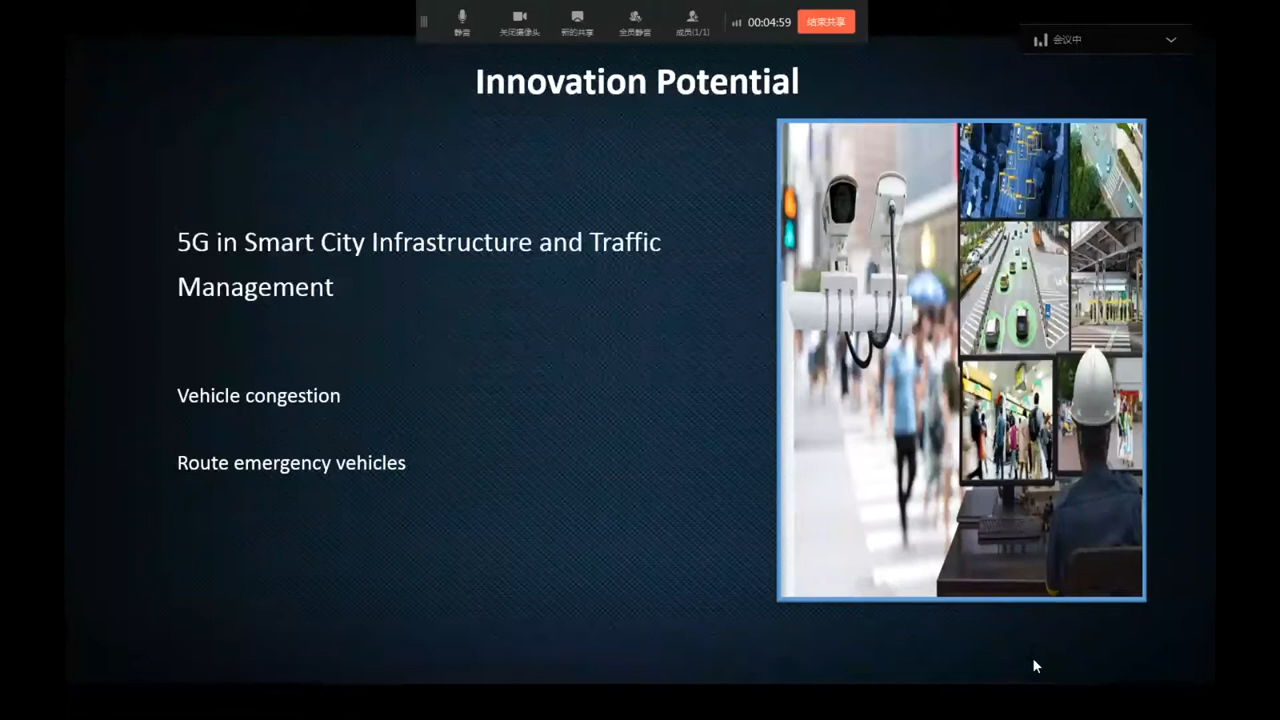 静音
关闭摄像头
新的共享
全员静音
成员(1/1)
00:04:59
结束共享
会议中
Innovation Potential
5G in Smart City Infrastructure and Traffic
Management
Vehicle congestion
Route emergency vehicles